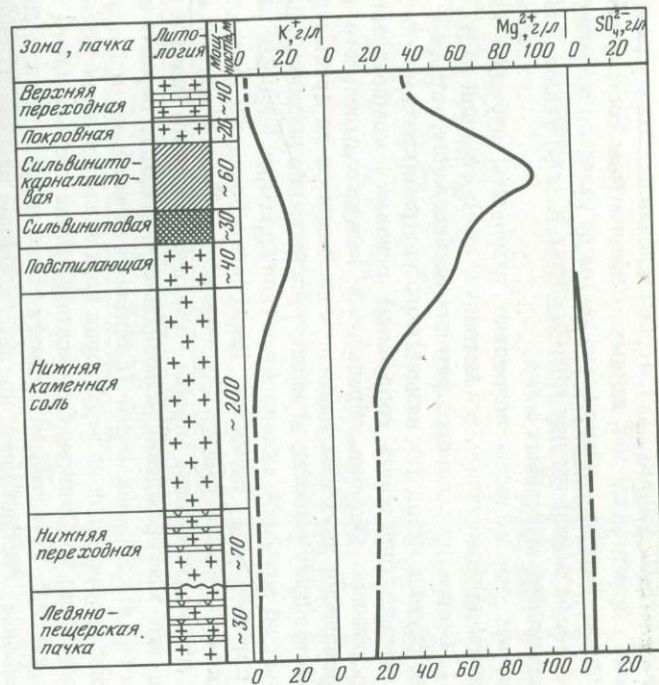 Зона, пачка
Лито-
логия
Мощ-
ность, м
K⁺, г/л
Mg²⁺, г/л
SO₄²⁻, г/л
0 20 0 20 40 60 80 100 0 20
Верхняя
переходная
~40
Покровная
~20
Сильвинито-
карналлито-
вая
~60
Сильвинитовая
~30
Подстилающая
~40
Нижняя
каменная
соль
~200
Нижняя
переходная
~70
Ледяно-
пещерская
пачка
~30
0 20 0 20 40 60 80 100 0 20